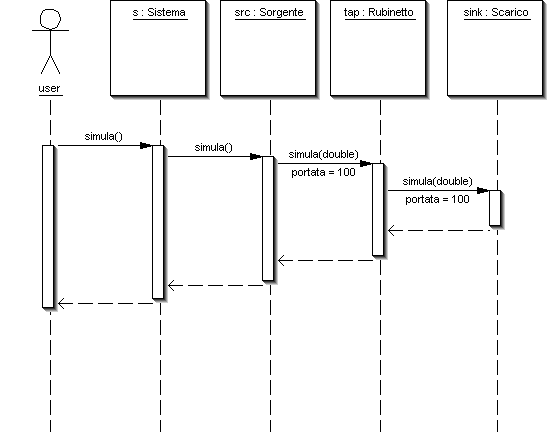 s : Sistema
src : Sorgente
tap : Rubinetto
sink : Scarico
user
simula()
simula()
simula(double)
portata = 100
simula(double)
portata = 100